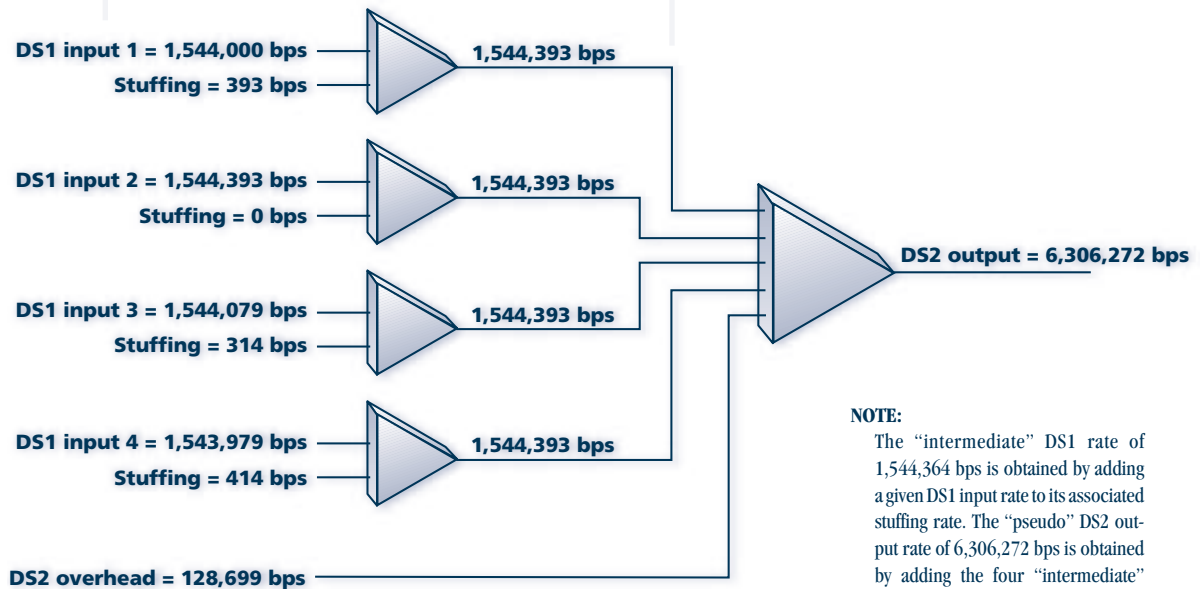 DS1 input 1 = 1,544,000 bps
Stuffing = 393 bps
1,544,393 bps
DS1 input 2 = 1,544,393 bps
Stuffing = 0 bps
1,544,393 bps
DS1 input 3 = 1,544,079 bps
Stuffing = 314 bps
1,544,393 bps
DS1 input 4 = 1,543,979 bps
Stuffing = 414 bps
1,544,393 bps
DS2 overhead = 128,699 bps
DS2 output = 6,306,272 bps
NOTE:
The “intermediate” DS1 rate of
1,544,364 bps is obtained by adding
a given DS1 input rate to its associated
stuffing rate. The “pseudo” DS2 out-
put rate of 6,306,272 bps is obtained
by adding the four “intermediate”